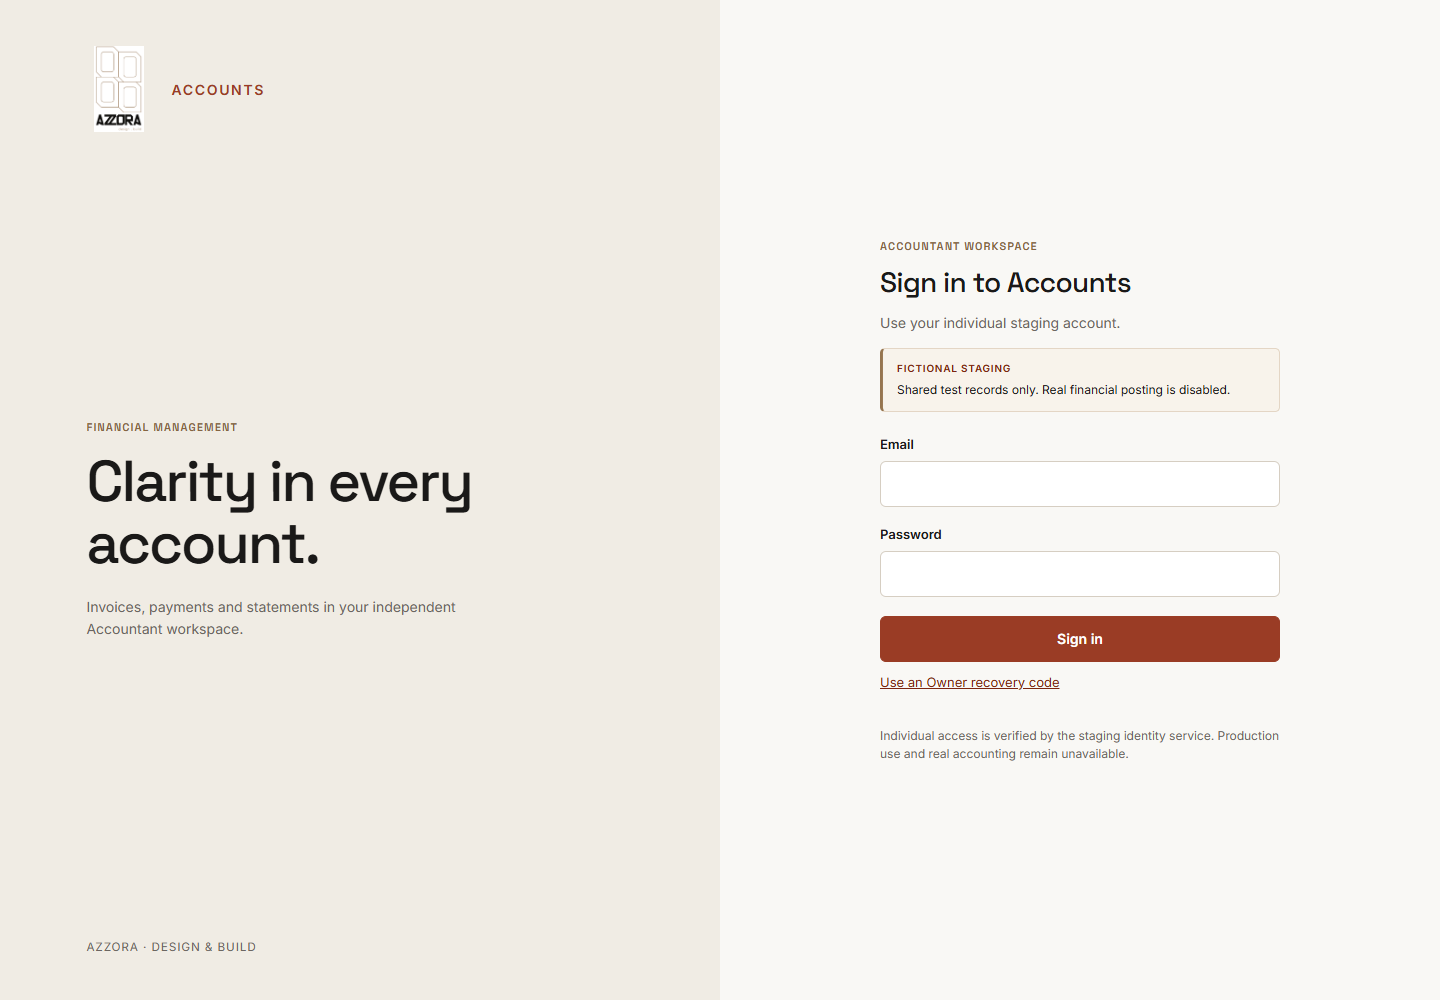 AZZORA
ACCOUNTS
FINANCIAL MANAGEMENT
Clarity in every
account.
Invoices, payments and statements in your independent
Accountant workspace.
AZZORA · DESIGN & BUILD
ACCOUNTANT WORKSPACE
Sign in to Accounts
Use your individual staging account.
FICTIONAL STAGING
Shared test records only. Real financial posting is disabled.
Email
Password
Sign in
Use an Owner recovery code
Individual access is verified by the staging identity service. Production
use and real accounting remain unavailable.